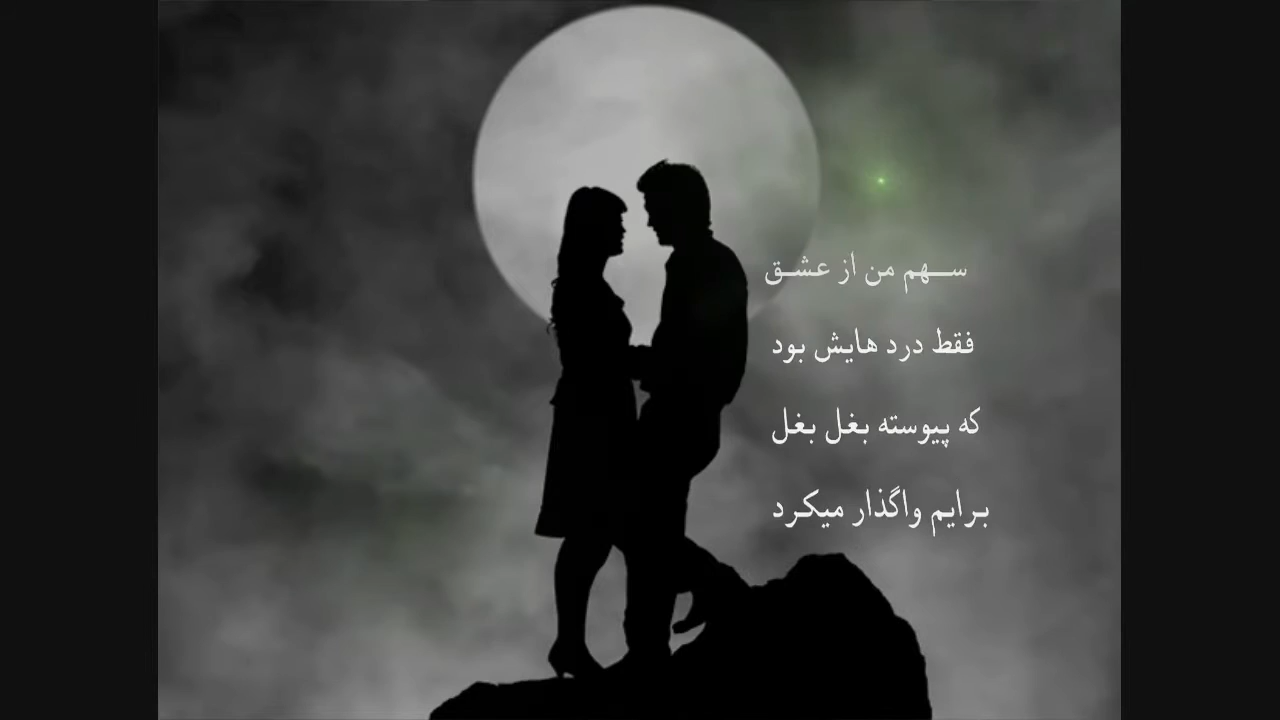 سـهم من از عشـق
فقط درد هایش بود
که پیوسته بغل بغل
برایم واگذار میکرد